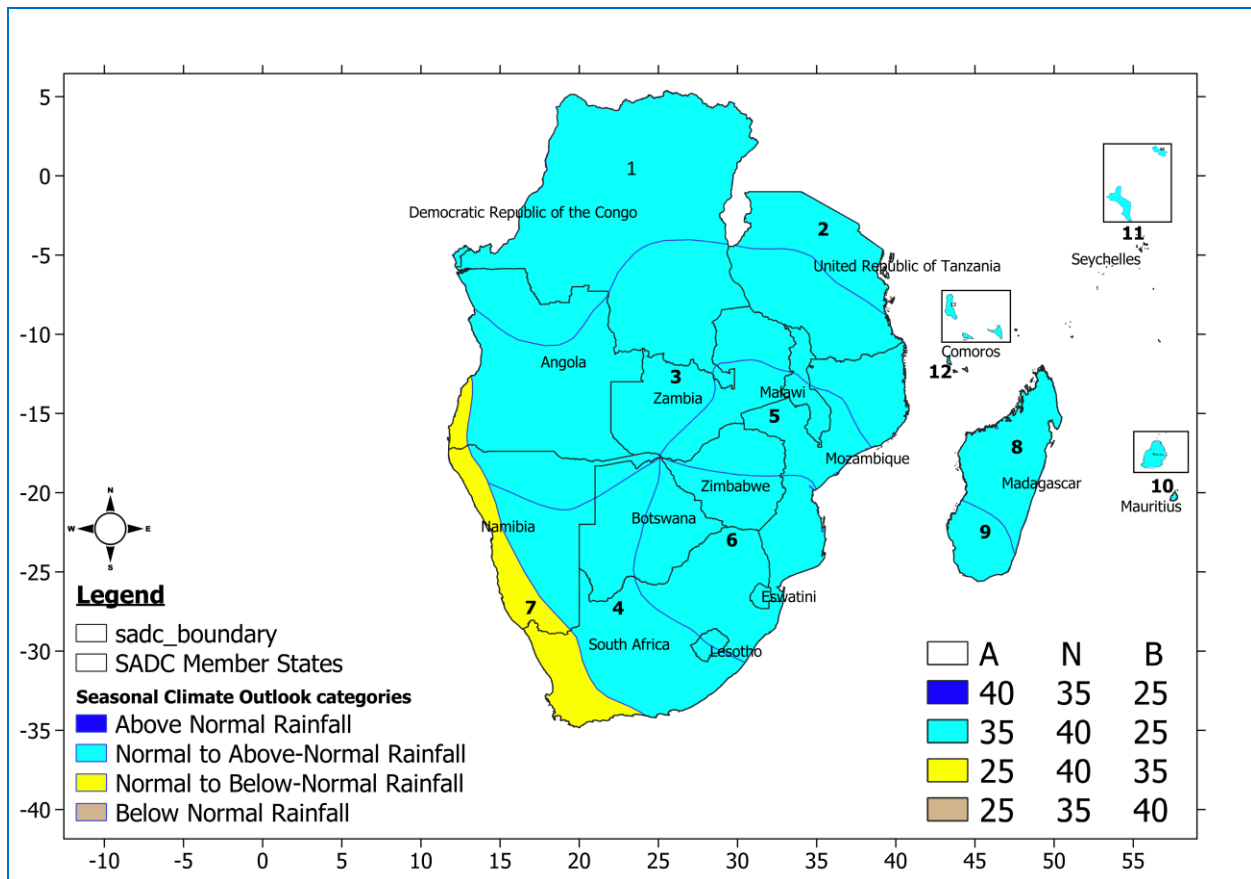 5
0
-5
-10
-15
-20
-25
-30
-35
-40
-10
-5
0
5
10
15
20
25
30
35
40
45
50
55
1
Democratic Republic of the Congo
2
United Republic of Tanzania
11
Seychelles
Comoros
12
Angola
3
Zambia
Malawi
5
Mozambique
8
Madagascar
10
Mauritius
Zimbabwe
Botswana
Namibia
9
6
Eswatini
7
4
South Africa
Lesotho
N
W E
S
Legend
sadc_boundary
SADC Member States
Seasonal Climate Outlook categories
Above Normal Rainfall
Normal to Above-Normal Rainfall
Normal to Below-Normal Rainfall
Below Normal Rainfall
A N B
40 35 25
35 40 25
25 40 35
25 35 40